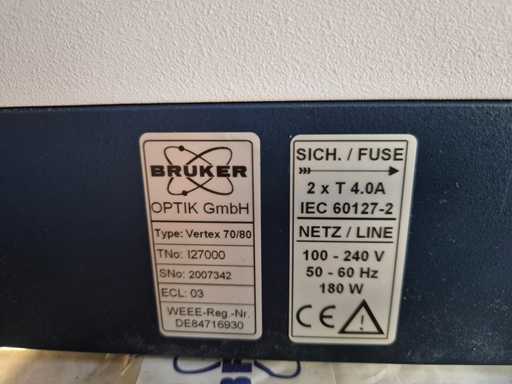 BRUKER
OPTIK GmbH
Type: Vertex 70/80
TNo: I27000
SNo: 2007342
ECL: 03
WEEE-Reg.-Nr.
DE84716930
SICH. / FUSE
2 x T 4.0A
IEC 60127-2
NETZ / LINE
100 - 240 V
50 - 60 Hz
180 W
CE